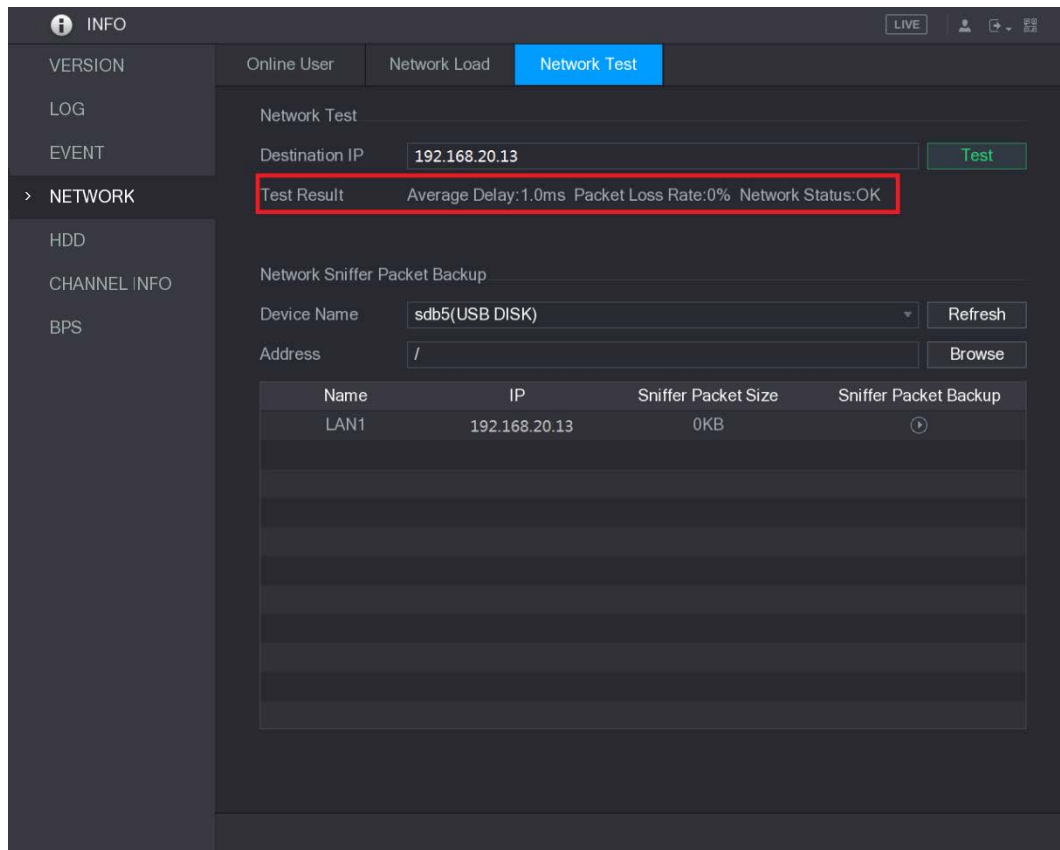 INFO
LIVE
VERSION
LOG
EVENT
> NETWORK
HDD
CHANNEL INFO
BPS
Online User Network Load Network Test
Network Test
Destination IP 192.168.20.13 Test
Test Result Average Delay:1.0ms Packet Loss Rate:0% Network Status:OK
Network Sniffer Packet Backup
Device Name sdb5(USB DISK) Refresh
Address / Browse
Name IP Sniffer Packet Size Sniffer Packet Backup
LAN1 192.168.20.13 0KB